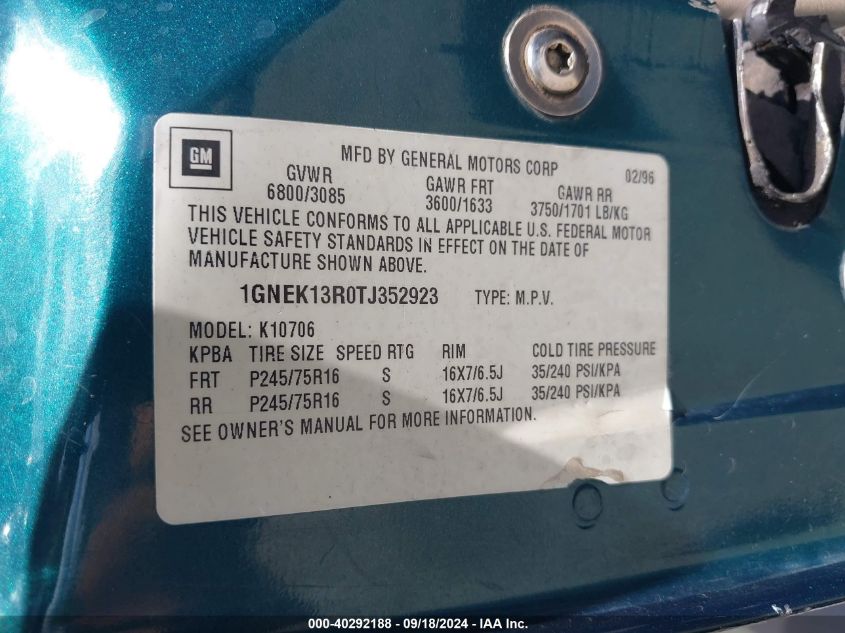 GM
MFD BY GENERAL MOTORS CORP 02/96
GVWR GAWR FRT GAWR RR
6800/3085 3600/1633 3750/1701 LB/KG
THIS VEHICLE CONFORMS TO ALL APPLICABLE U.S. FEDERAL MOTOR
VEHICLE SAFETY STANDARDS IN EFFECT ON THE DATE OF
MANUFACTURE SHOWN ABOVE.
1GNEK13R0TJ352923 TYPE: M.P.V.
MODEL: K10706
KPBA TIRE SIZE SPEED RTG RIM COLD TIRE PRESSURE
FRT P245/75R16 S 16X7/6.5J 35/240 PSI/KPA
RR P245/75R16 S 16X7/6.5J 35/240 PSI/KPA
SEE OWNER'S MANUAL FOR MORE INFORMATION.
000-40292188 - 09/18/2024 - IAA Inc.